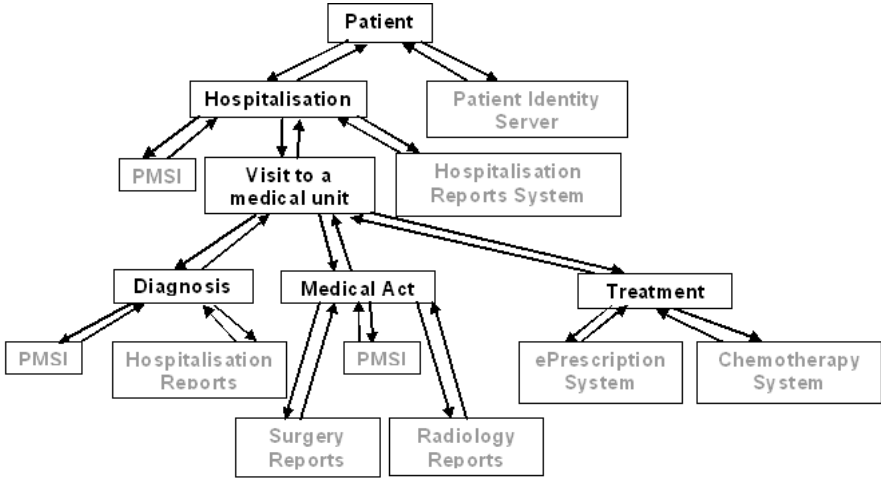 Patient
Hospitalisation
Patient Identity
Server
PMSI
Visit to a
medical unit
Hospitalisation
Reports System
Diagnosis
Medical Act
Treatment
PMSI
Hospitalisation
Reports
PMSI
ePrescription
System
Chemotherapy
System
Surgery
Reports
Radiology
Reports